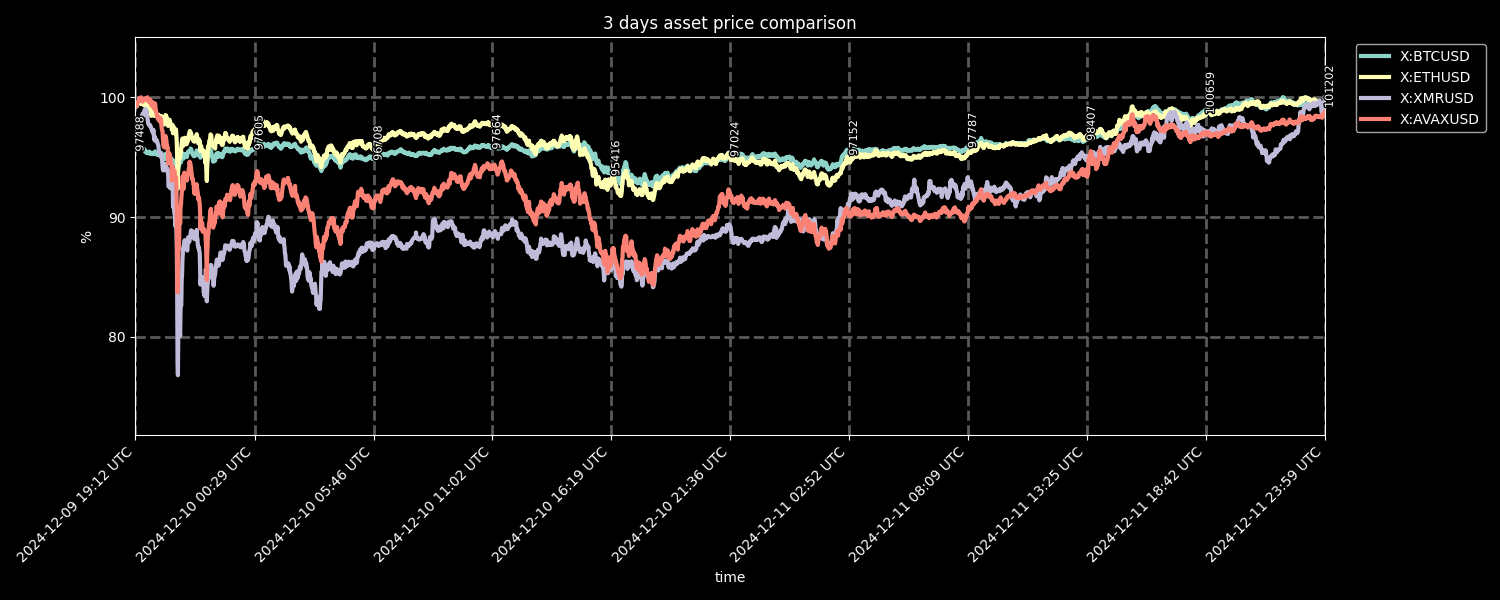 3 days asset price comparison
X:BTCUSD
X:ETHUSD
X:XMRUSD
X:AVAXUSD
100
90
80
%
97488
97605
96708
97664
95416
97024
97152
97787
98407
100659
101202
2024-12-09 19:12 UTC
2024-12-10 00:29 UTC
2024-12-10 05:46 UTC
2024-12-10 11:02 UTC
2024-12-10 16:19 UTC
2024-12-10 21:36 UTC
2024-12-11 02:52 UTC
2024-12-11 08:09 UTC
2024-12-11 13:25 UTC
2024-12-11 18:42 UTC
2024-12-11 23:59 UTC
time